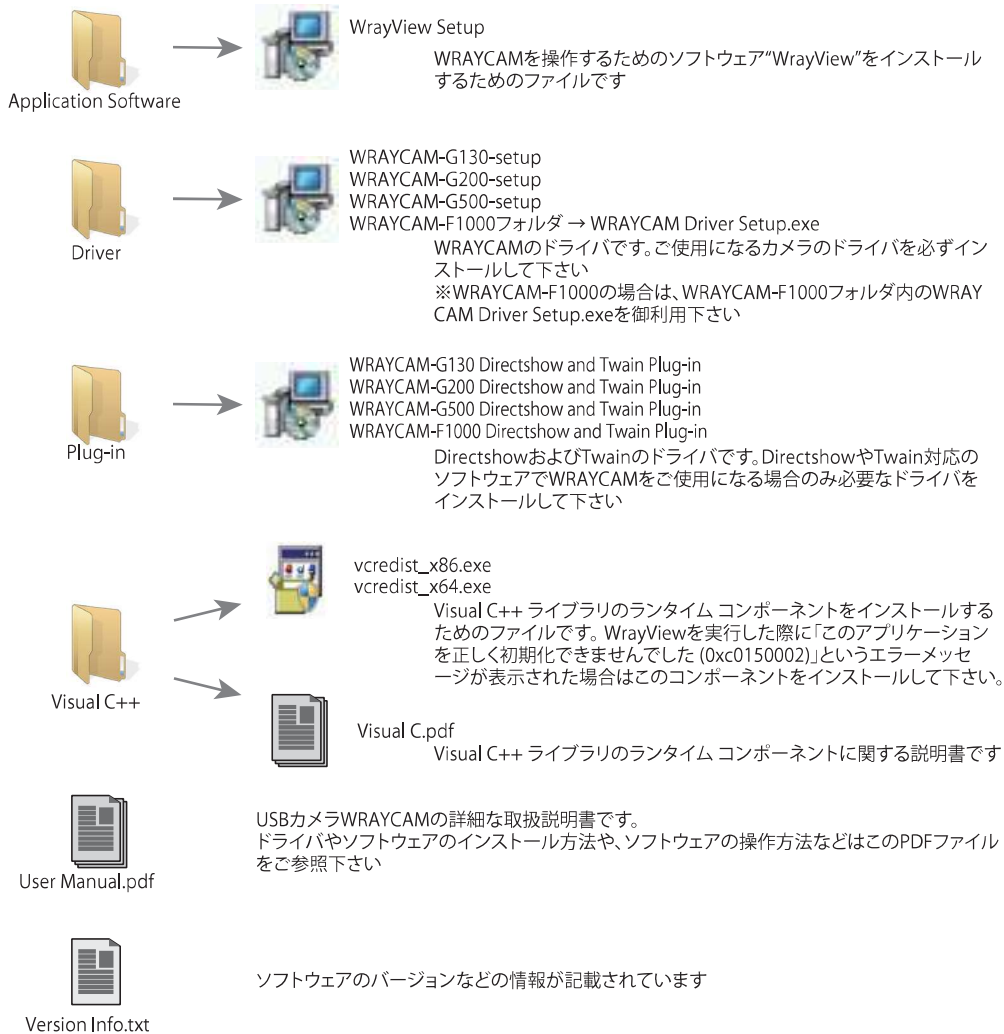 WrayView Setup
WRAYCAMを操作するためのソフトウェア“WrayView”をインストール
するためのファイルです
Application Software
WRAYCAM-G130-setup
WRAYCAM-G200-setup
WRAYCAM-G500-setup
WRAYCAM-F1000フォルダ → WRAYCAM Driver Setup.exe
WRAYCAMのドライバです。ご使用になるカメラのドライバを必ずイン
ストールして下さい
※WRAYCAM-F1000の場合は、WRAYCAM-F1000フォルダ内のWRAY
CAM Driver Setup.exeを御利用下さい
Driver
WRAYCAM-G130 Directshow and Twain Plug-in
WRAYCAM-G200 Directshow and Twain Plug-in
WRAYCAM-G500 Directshow and Twain Plug-in
WRAYCAM-F1000 Directshow and Twain Plug-in
DirectshowおよびTwainのドライバです。DirectshowやTwain対応の
ソフトウェアでWRAYCAMをご使用になる場合のみ必要なドライバを
インストールして下さい
Plug-in
vcredist_x86.exe
vcredist_x64.exe
Visual C++ ライブラリのランタイム コンポーネントをインストールする
ためのファイルです。WrayViewを実行した際に「このアプリケーション
を正しく初期化できませんでした (0xc0150002)」というエラーメッセ
ージが表示された場合はこのコンポーネントをインストールして下さい。
Visual C++
Visual C.pdf
Visual C++ ライブラリのランタイム コンポーネントに関する説明書です
USBカメラWRAYCAMの詳細な取扱説明書です。
ドライバやソフトウェアのインストール方法や、ソフトウェアの操作方法などはこのPDFファイル
をご参照下さい
User Manual.pdf
ソフトウェアのバージョンなどの情報が記載されています
Version Info.txt